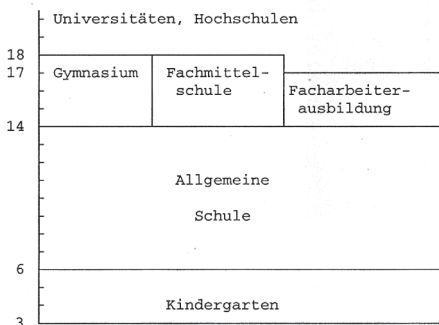 Universitäten, Hochschulen
18
17
Gymnasium
Fachmittel-
schule
Facharbeiter-
ausbildung
14
Allgemeine
Schule
6
Kindergarten
3